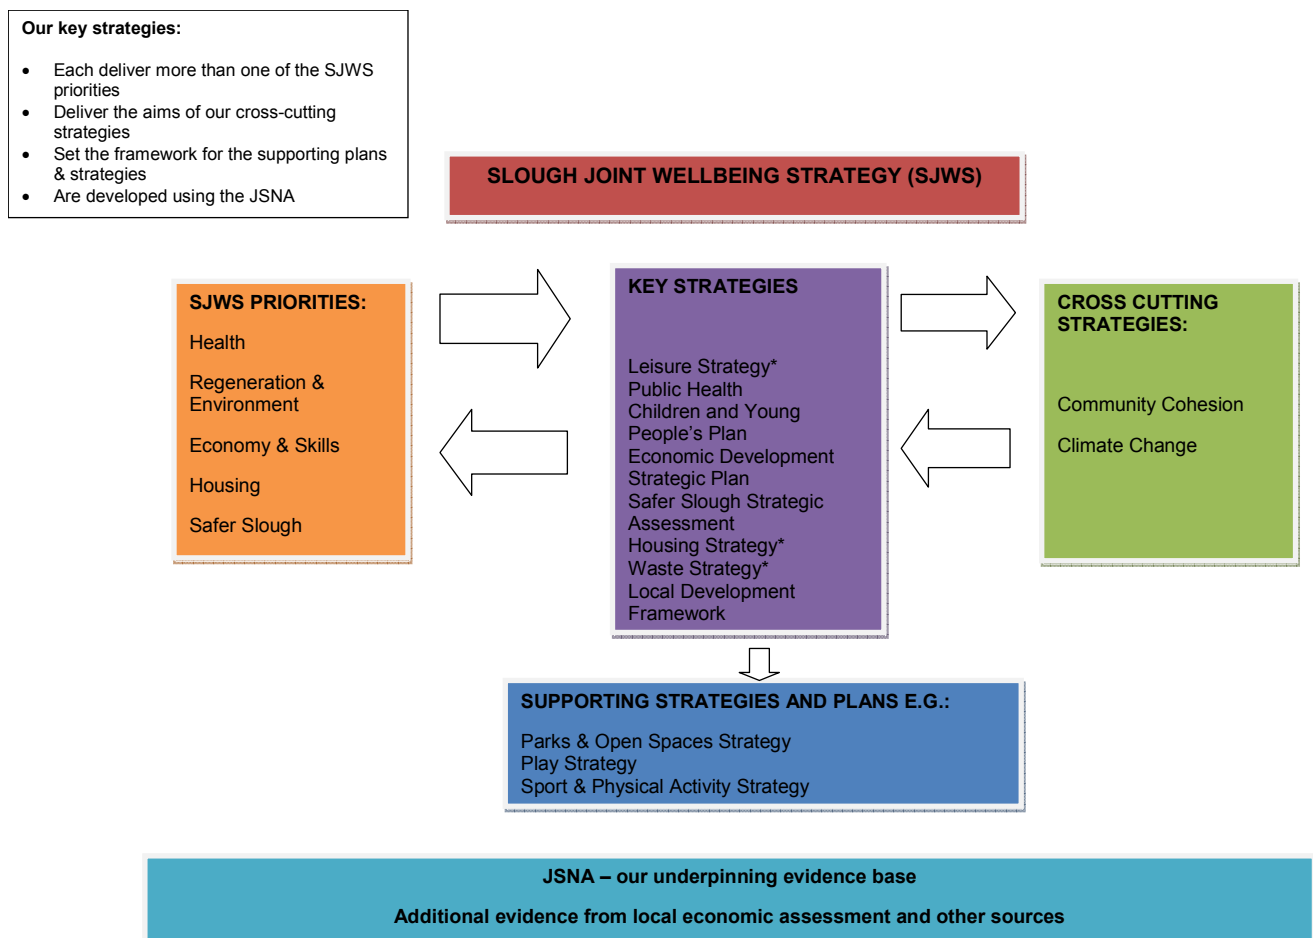 Our key strategies:
• Each deliver more than one of the SJWS
priorities
• Deliver the aims of our cross-cutting
strategies
• Set the framework for the supporting plans
& strategies
• Are developed using the JSNA
SLOUGH JOINT WELLBEING STRATEGY (SJWS)
SJWS PRIORITIES:
Health
Regeneration &
Environment
Economy & Skills
Housing
Safer Slough
KEY STRATEGIES
Leisure Strategy*
Public Health
Children and Young
People’s Plan
Economic Development
Strategic Plan
Safer Slough Strategic
Assessment
Housing Strategy*
Waste Strategy*
Local Development
Framework
CROSS CUTTING
STRATEGIES:
Community Cohesion
Climate Change
SUPPORTING STRATEGIES AND PLANS E.G.:
Parks & Open Spaces Strategy
Play Strategy
Sport & Physical Activity Strategy
JSNA – our underpinning evidence base
Additional evidence from local economic assessment and other sources